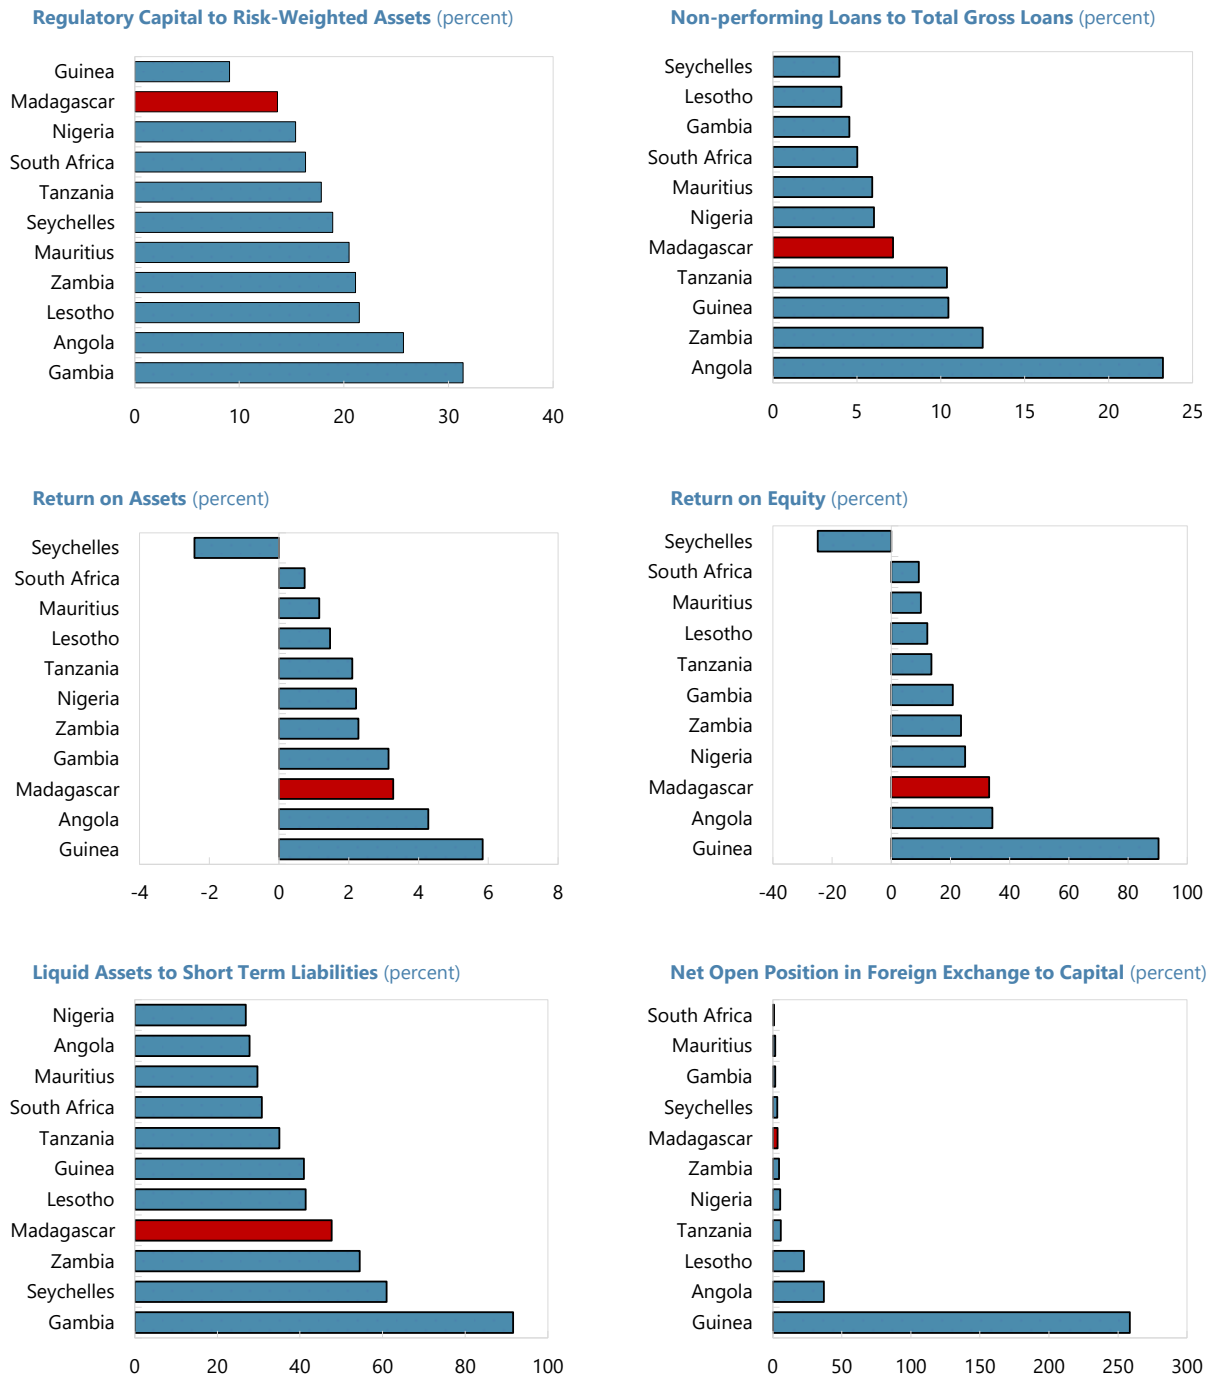 Regulatory Capital to Risk-Weighted Assets (percent)
Guinea
Madagascar
Nigeria
South Africa
Tanzania
Seychelles
Mauritius
Zambia
Lesotho
Angola
Gambia
0 10 20 30 40
Non-performing Loans to Total Gross Loans (percent)
Seychelles
Lesotho
Gambia
South Africa
Mauritius
Nigeria
Madagascar
Tanzania
Guinea
Zambia
Angola
0 5 10 15 20 25
Return on Assets (percent)
Seychelles
South Africa
Mauritius
Lesotho
Tanzania
Nigeria
Zambia
Gambia
Madagascar
Angola
Guinea
-4 -2 0 2 4 6 8
Return on Equity (percent)
Seychelles
South Africa
Mauritius
Lesotho
Tanzania
Gambia
Zambia
Nigeria
Madagascar
Angola
Guinea
-40 -20 0 20 40 60 80 100
Liquid Assets to Short Term Liabilities (percent)
Nigeria
Angola
Mauritius
South Africa
Tanzania
Guinea
Lesotho
Madagascar
Zambia
Seychelles
Gambia
0 20 40 60 80 100
Net Open Position in Foreign Exchange to Capital (percent)
South Africa
Mauritius
Gambia
Seychelles
Madagascar
Zambia
Nigeria
Tanzania
Lesotho
Angola
Guinea
0 50 100 150 200 250 300